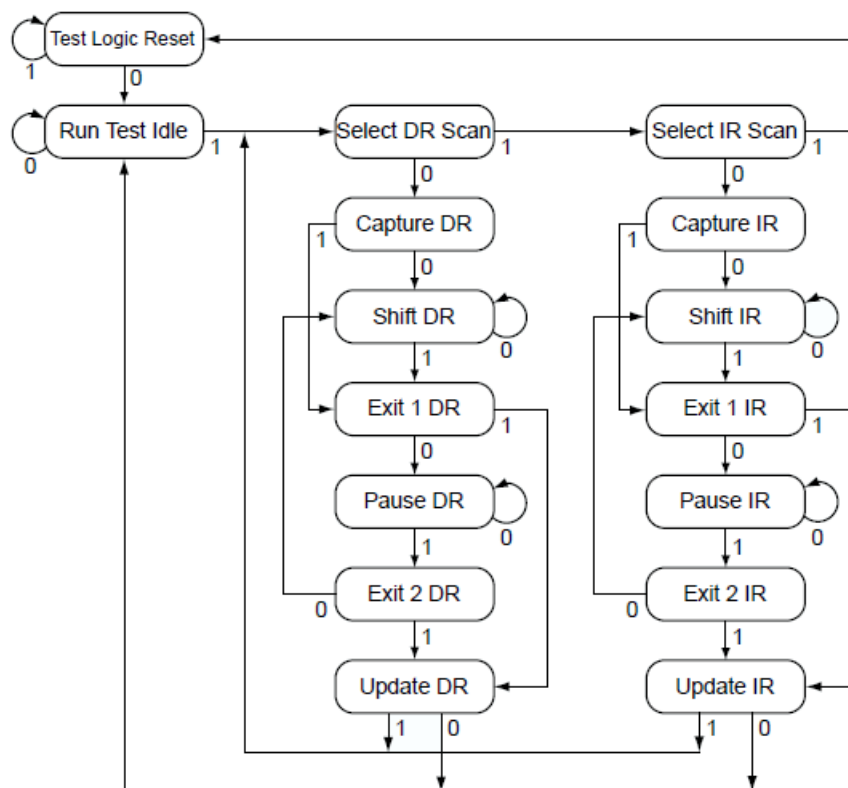 Test Logic Reset
1
0
Run Test Idle
1
0
Select DR Scan
1
0
Select IR Scan
1
0
Capture DR
1
0
Capture IR
1
0
Shift DR
0
1
Shift IR
0
1
Exit 1 DR
1
0
Exit 1 IR
1
0
Pause DR
0
1
Pause IR
0
1
Exit 2 DR
0
1
Exit 2 IR
0
1
Update DR
1
0
Update IR
1
0